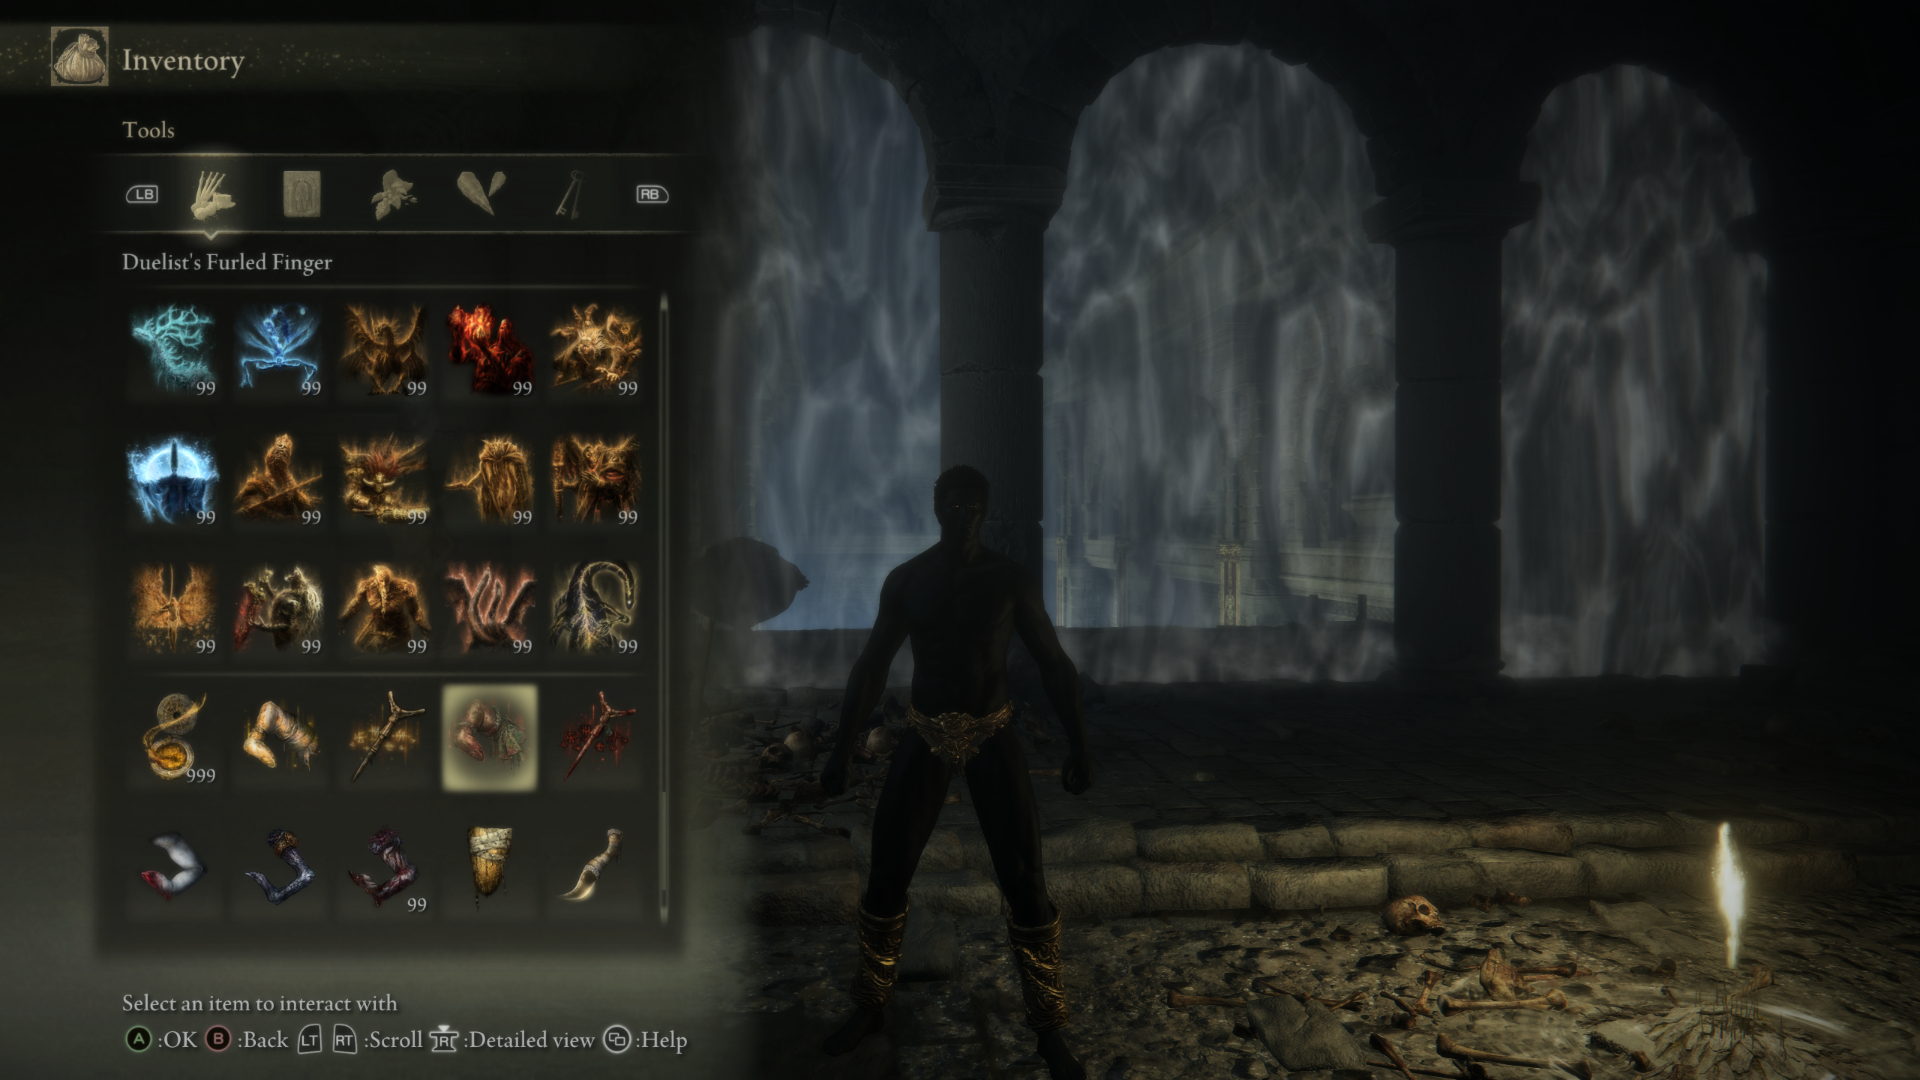 Inventory
Tools
LB RB
Duelist's Furled Finger
99 99 99 99 99
99 99 99 99 99
99 99 99 99 99
999
99
Select an item to interact with
A :OK B :Back LT RT :Scroll R :Detailed view :Help